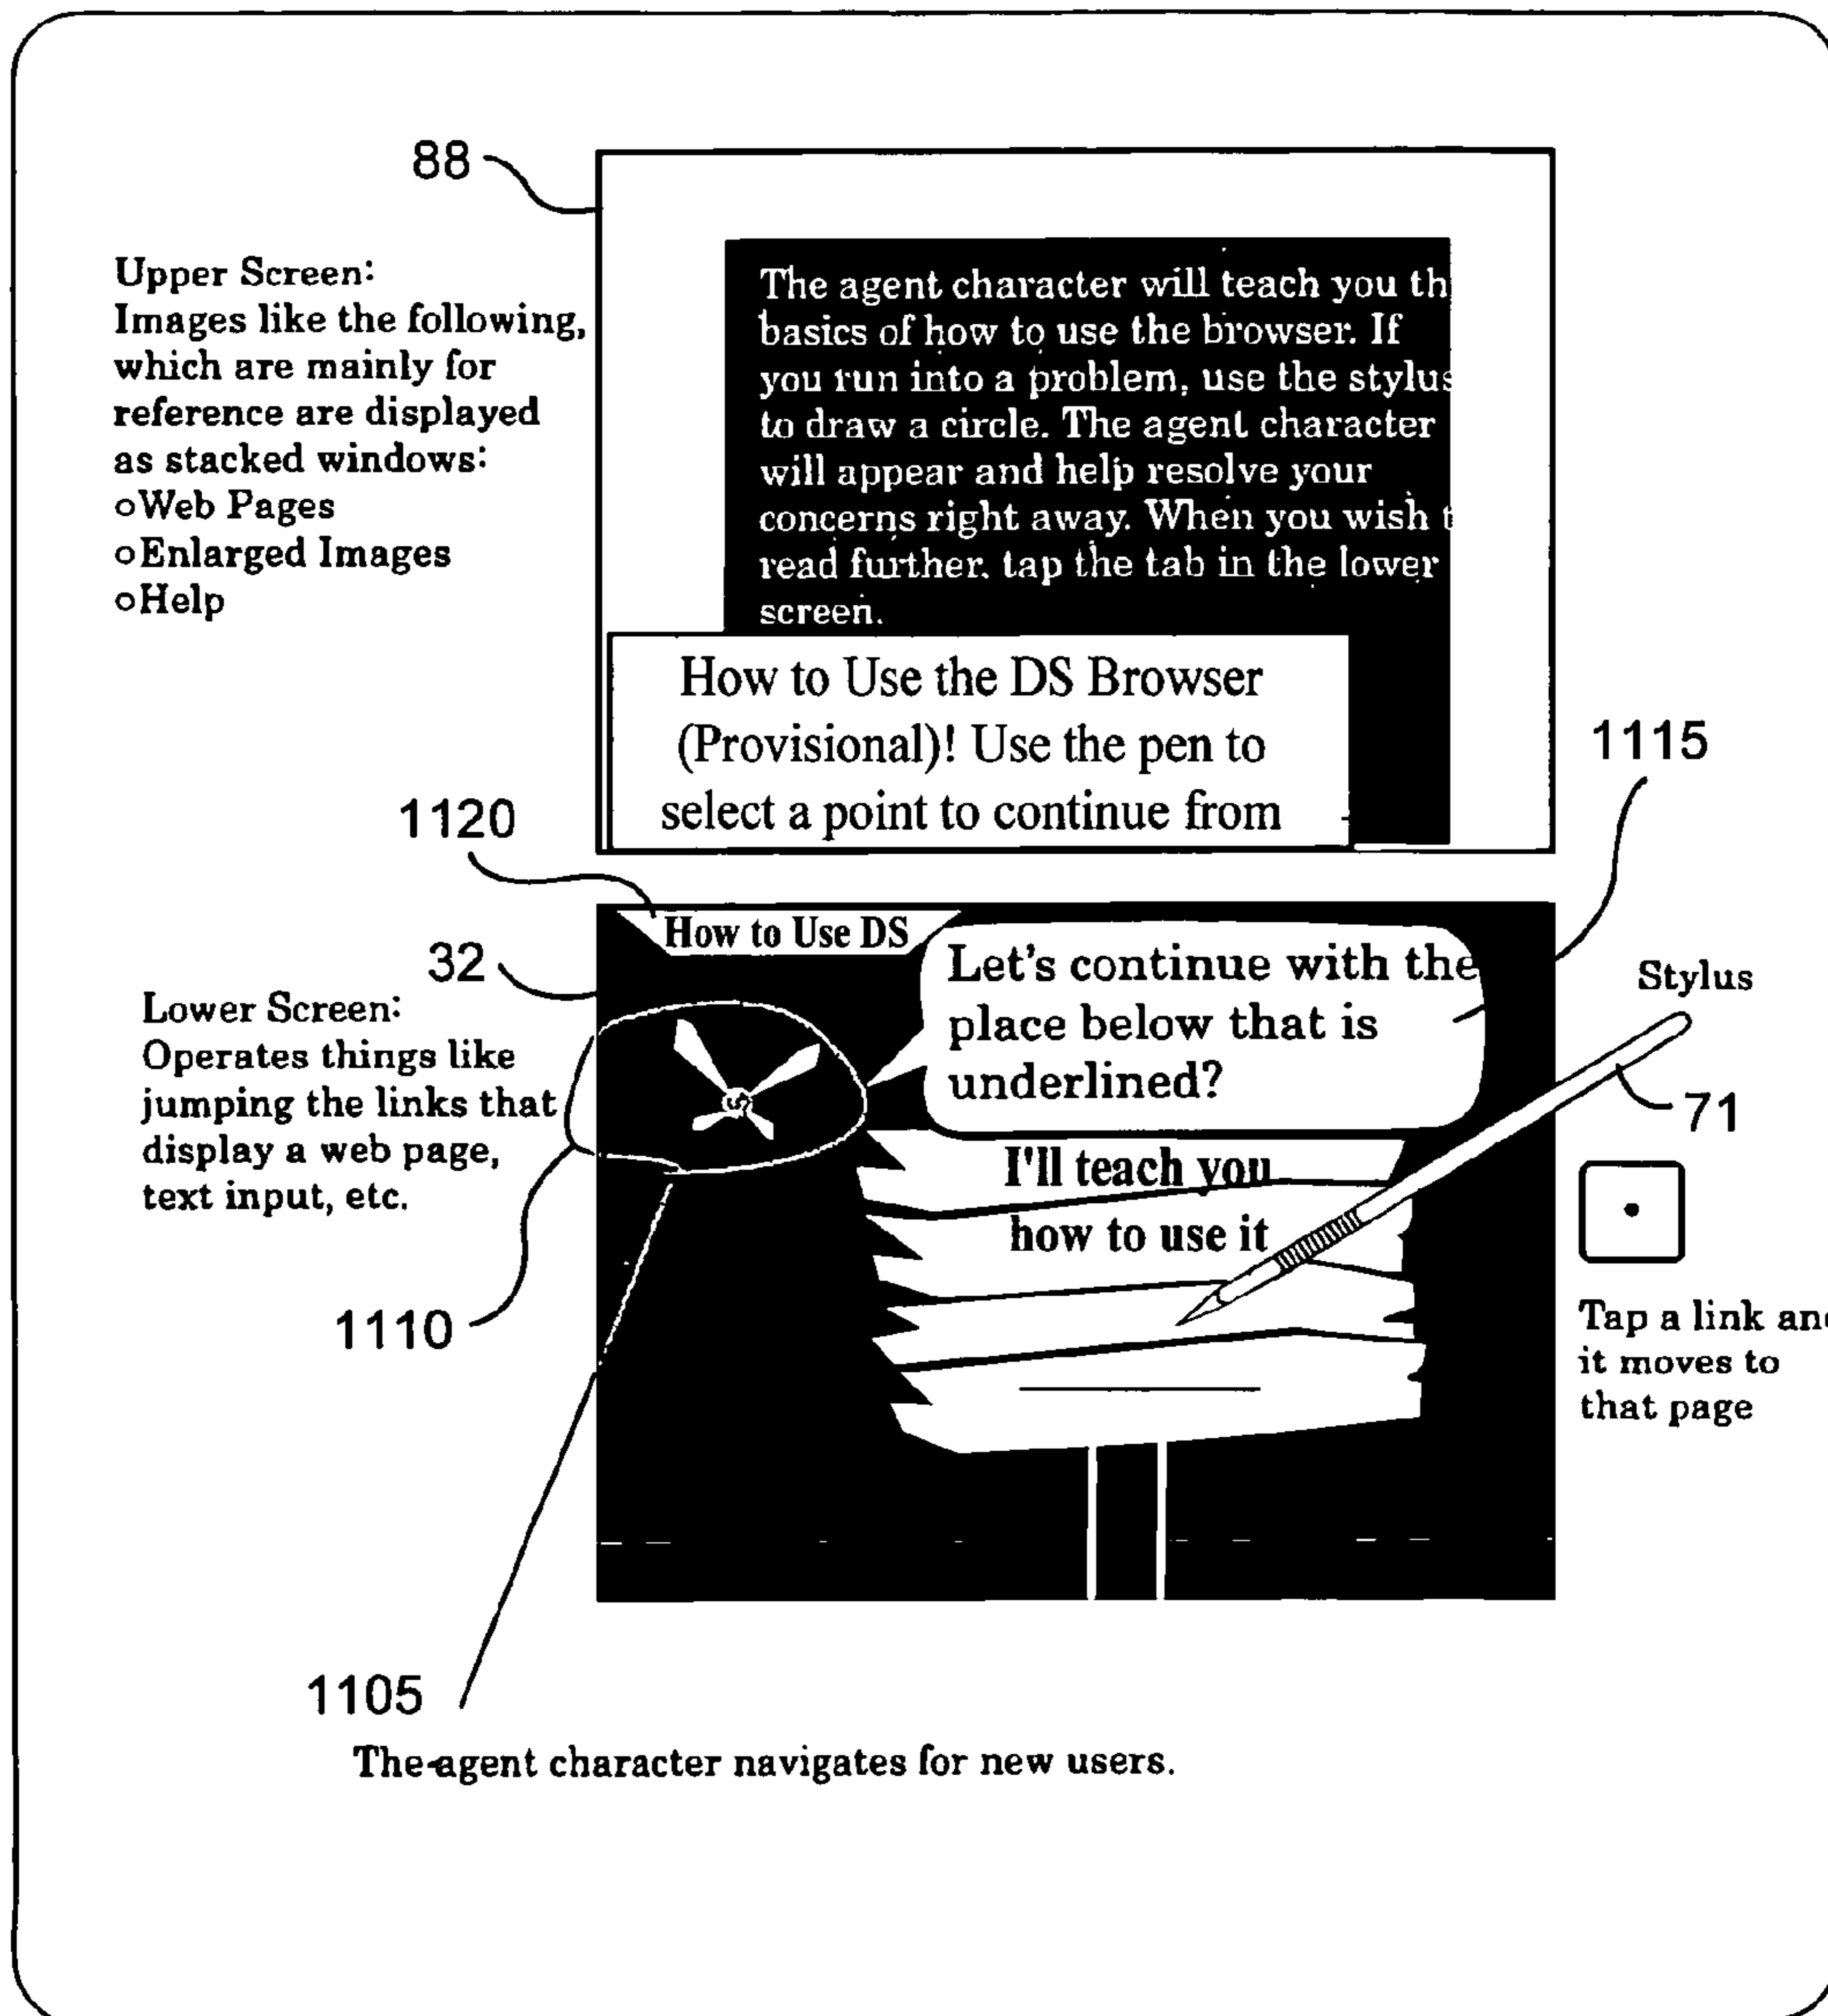 88
Upper Screen:
Images like the following,
which are mainly for
reference are displayed
as stacked windows:
oWeb Pages
oEnlarged Images
oHelp
The agent character will teach you th
basics of how to use the browser. If
you run into a problem, use the stylus
to draw a circle. The agent character
will appear and help resolve your
concerns right away. When you wish t
read further, tap the tab in the lower
screen.
How to Use the DS Browser
(Provisional)! Use the pen to
select a point to continue from
1115
1120
How to Use DS
32
Let's continue with the
place below that is
underlined?
Stylus
71
Lower Screen:
Operates things like
jumping the links that
display a web page,
text input, etc.
I'll teach you
how to use it
1110
Tap a link and
it moves to
that page
1105
The agent character navigates for new users.